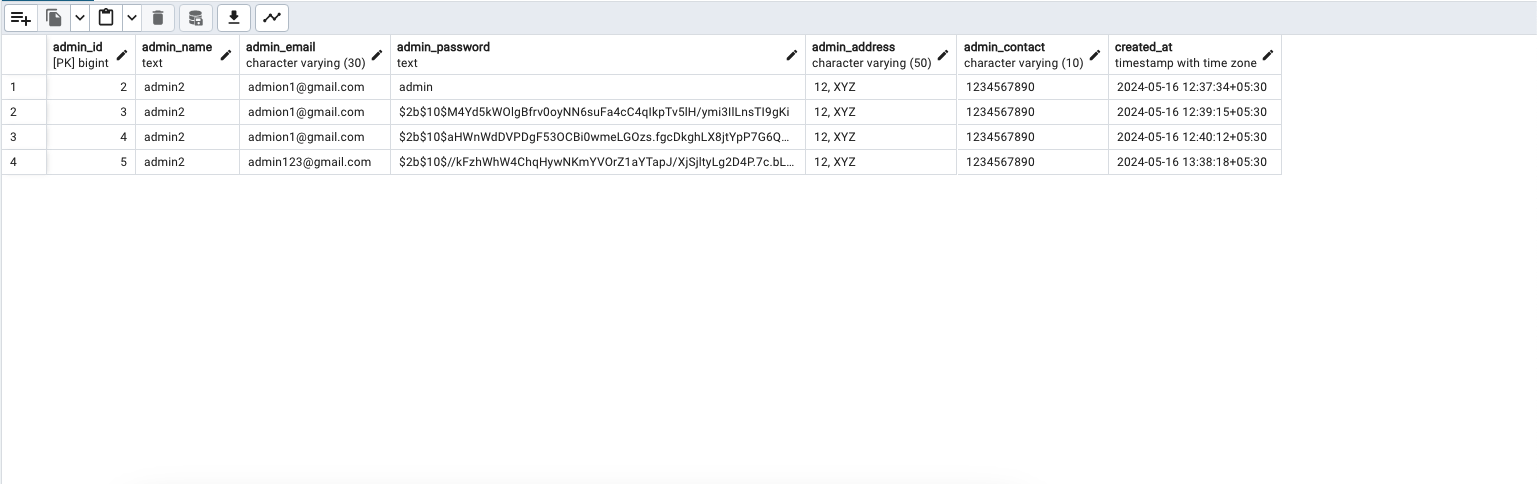 admin_id admin_name admin_email admin_password admin_address admin_contact created_at
[PK] bigint text character varying (30) text character varying (50) character varying (10) timestamp with time zone
1 2 admin2 admion1@gmail.com admin 12, XYZ 1234567890 2024-05-16 12:37:34+05:30
2 3 admin2 admion1@gmail.com $2b$10$M4Yd5kWOlgBfrv0oyNN6suFa4cC4qIkpTv5lH/ymi3IlLnsTI9gKi 12, XYZ 1234567890 2024-05-16 12:39:15+05:30
3 4 admin2 admion1@gmail.com $2b$10$aHWnWdDVPDgF53OCBi0wmeLGOzs.fgcDkghLX8jtYpP7G6Q... 12, XYZ 1234567890 2024-05-16 12:40:12+05:30
4 5 admin2 admin123@gmail.com $2b$10$//kFzhWhW4ChqHywNKmYVOrZ1aYTapJ/XjSjltyLg2D4P.7c.bL... 12, XYZ 1234567890 2024-05-16 13:38:18+05:30